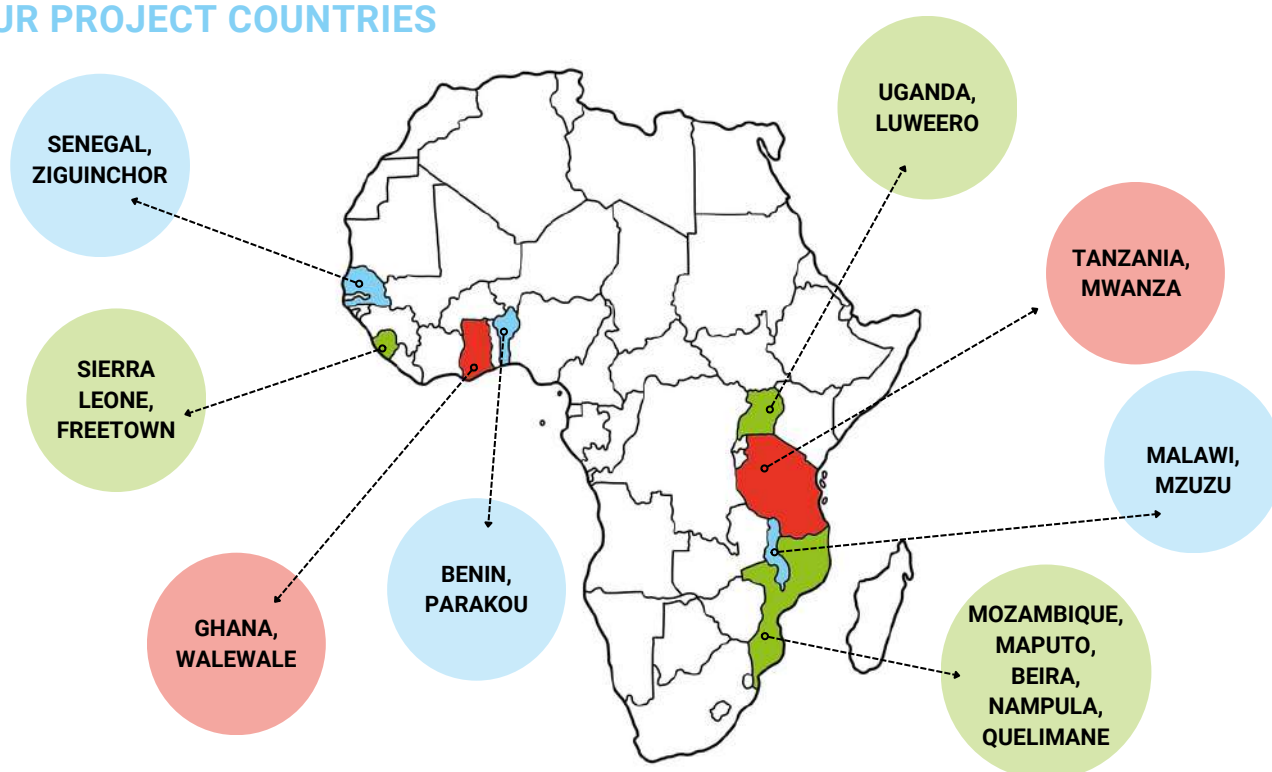 UR PROJECT COUNTRIES
UGANDA,
LUWEERO
SENEGAL,
ZIGUINCHOR
TANZANIA,
MWANZA
SIERRA
LEONE,
FREETOWN
MALAWI,
MZUZU
BENIN,
PARAKOU
GHANA,
WALEWALE
MOZAMBIQUE,
MAPUTO,
BEIRA,
NAMPULA,
QUELIMANE